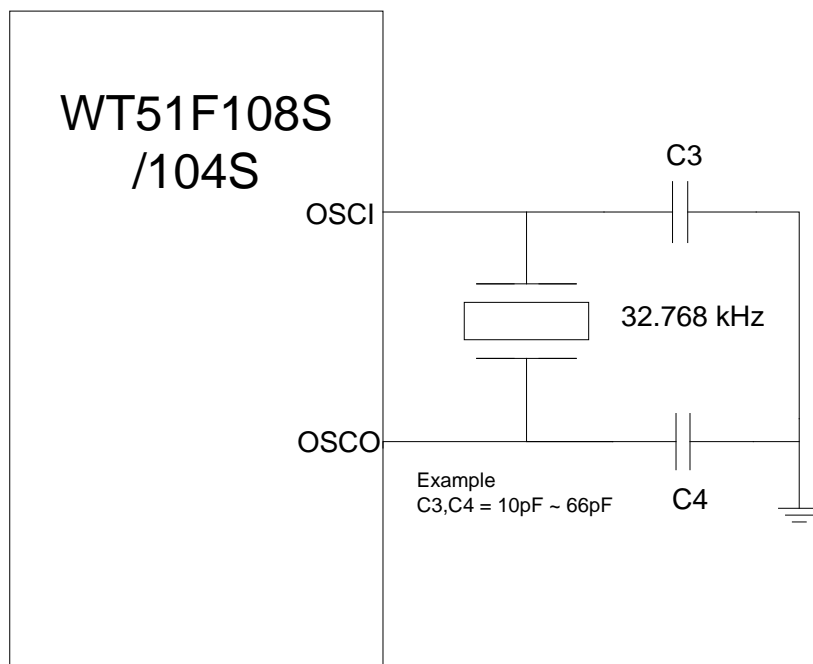 WT51F108S
/104S
C3
OSCI
32.768 kHz
OSCO
Example
C3,C4 = 10pF ~ 66pF
C4